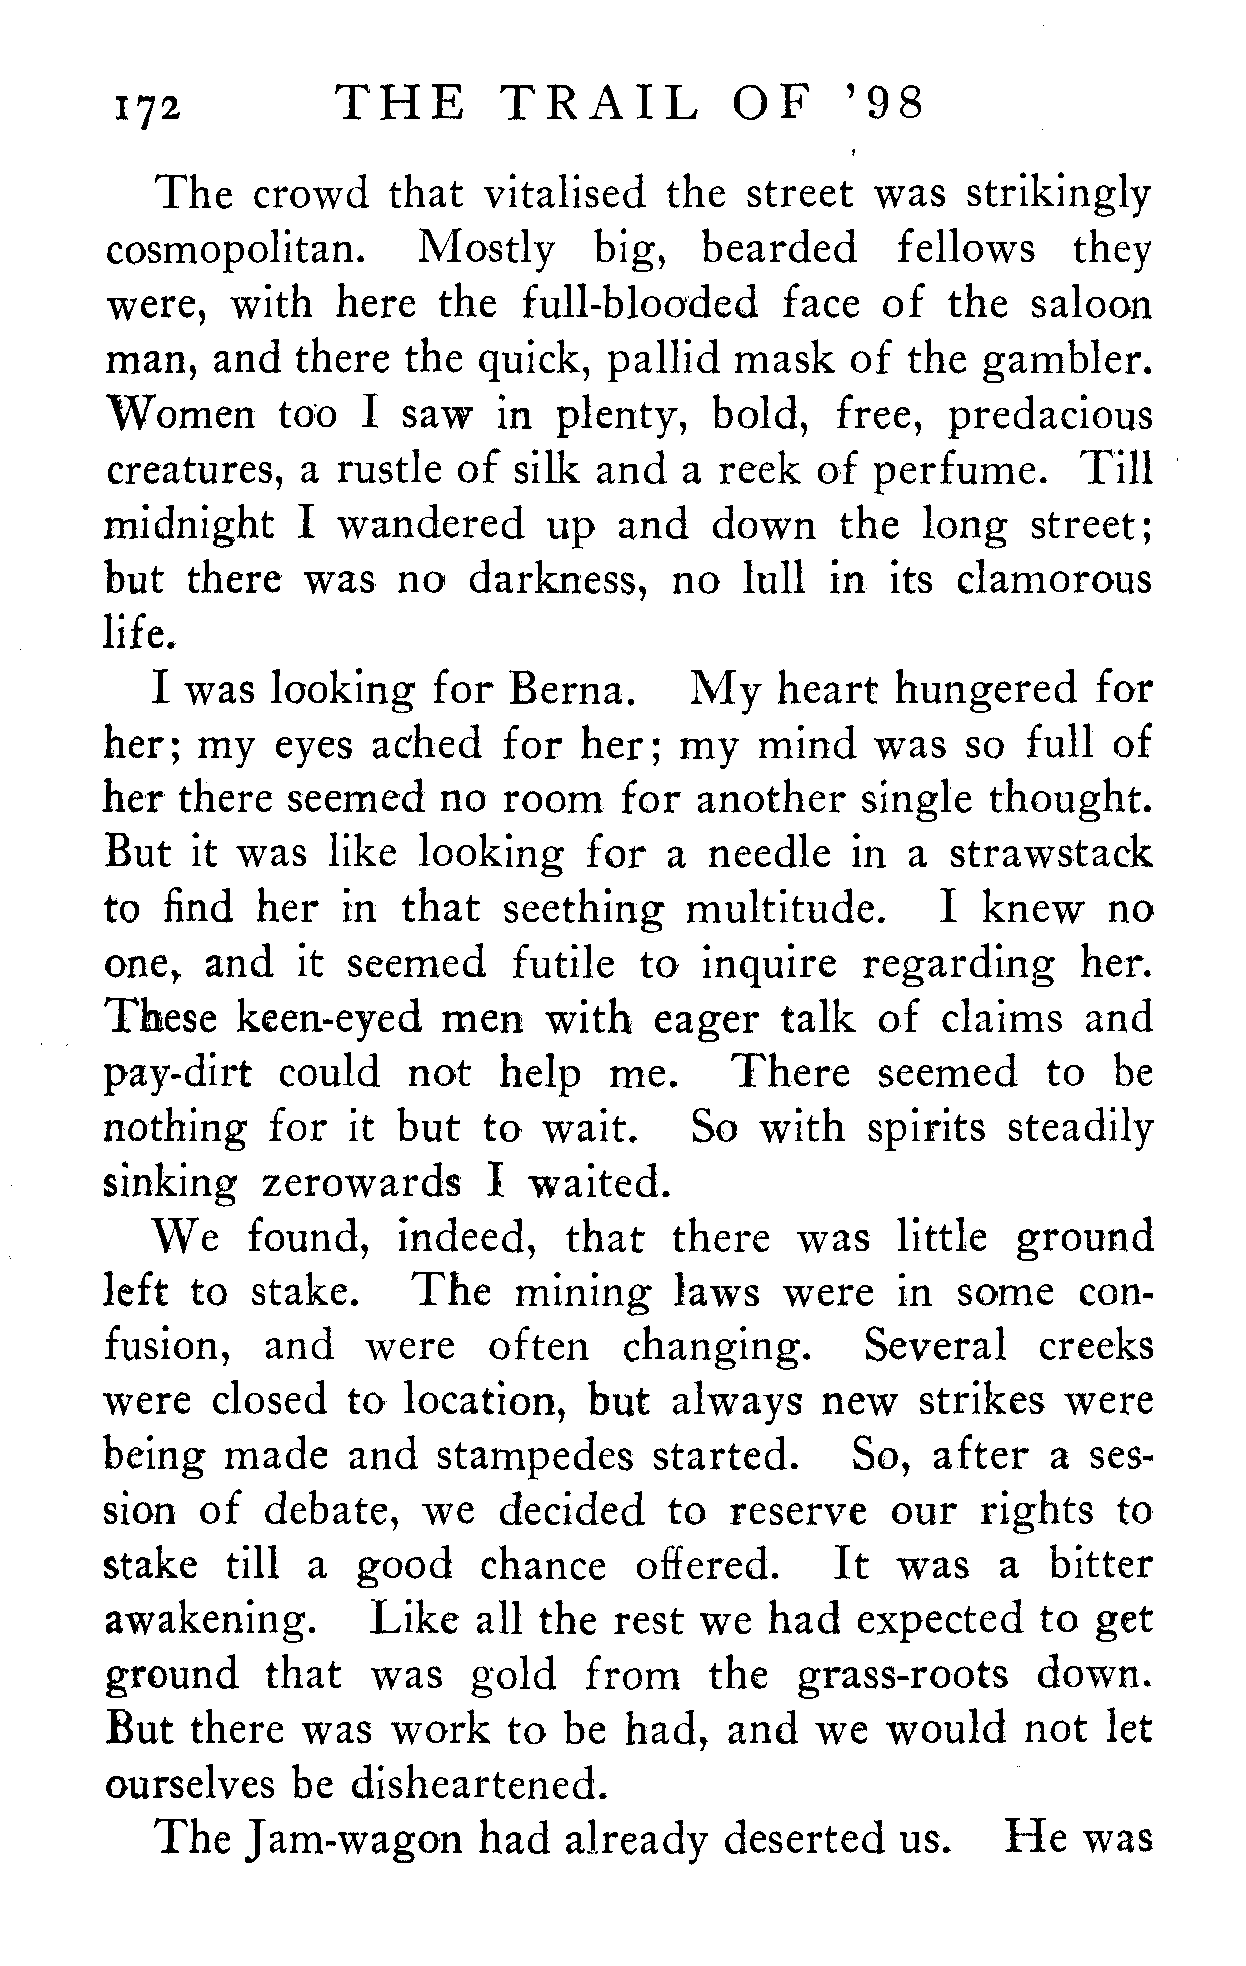 172 THE TRAIL OF '98
The crowd that vitalised the street was strikingly
cosmopolitan. Mostly big, bearded fellows they
were, with here the full-blooded face of the saloon
man, and there the quick, pallid mask of the gambler.
Women too I saw in plenty, bold, free, predacious
creatures, a rustle of silk and a reek of perfume. Till
midnight I wandered up and down the long street;
but there was no darkness, no lull in its clamorous
life.
I was looking for Berna. My heart hungered for
her; my eyes ached for her; my mind was so full of
her there seemed no room for another single thought.
But it was like looking for a needle in a strawstack
to find her in that seething multitude. I knew no
one, and it seemed futile to inquire regarding her.
These keen-eyed men with eager talk of claims and
pay-dirt could not help me. There seemed to be
nothing for it but to wait. So with spirits steadily
sinking zerowards I waited.
We found, indeed, that there was little ground
left to stake. The mining laws were in some con-
fusion, and were often changing. Several creeks
were closed to location, but always new strikes were
being made and stampedes started. So, after a ses-
sion of debate, we decided to reserve our rights to
stake till a good chance offered. It was a bitter
awakening. Like all the rest we had expected to get
ground that was gold from the grass-roots down.
But there was work to be had, and we would not let
ourselves be disheartened.
The Jam-wagon had already deserted us. He was